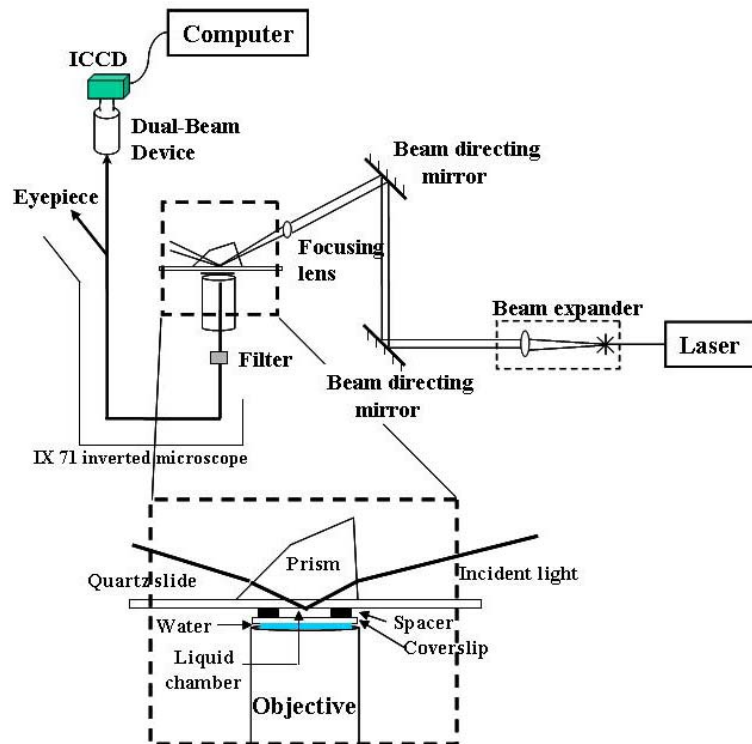 Computer
ICCD
Dual-Beam
Device
Beam directing
mirror
Eyepiece
Focusing
lens
Beam expander
Laser
Filter
Beam directing
mirror
IX 71 inverted microscope
Prism
Quartz slide
Incident light
Water
Spacer
Coverslip
Liquid
chamber
Objective